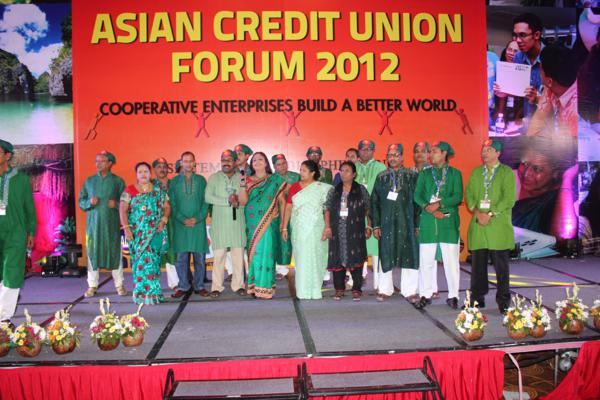 ASIAN CREDIT UNION
FORUM 2012
COOPERATIVE ENTERPRISES BUILD A BETTER WORLD